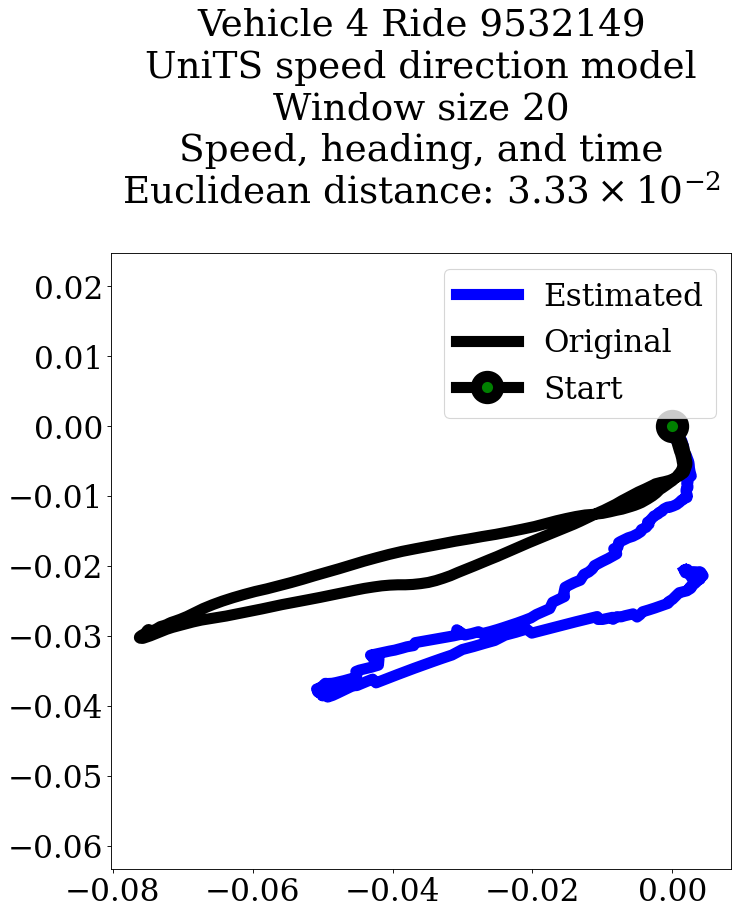 Vehicle 4 Ride 9532149
UniTS speed direction model
Window size 20
Speed, heading, and time
Euclidean distance: 3.33 × 10⁻²
Estimated
Original
Start
0.02
0.01
0.00
−0.01
−0.02
−0.03
−0.04
−0.05
−0.06
−0.08 −0.06 −0.04 −0.02 0.00